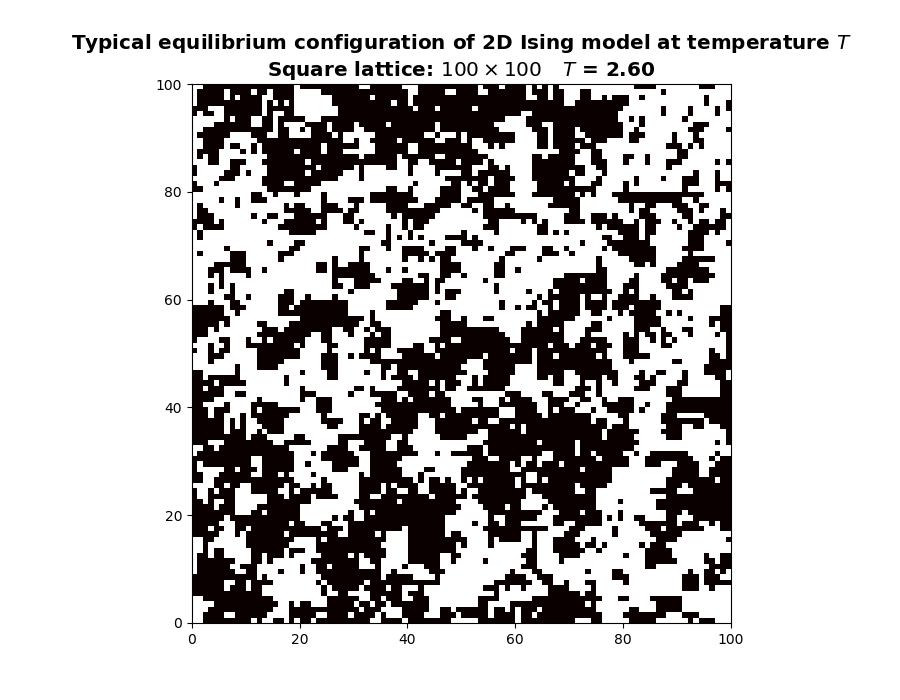 Typical equilibrium configuration of 2D Ising model at temperature T
Square lattice: 100 × 100 T = 2.60
100
80
60
40
20
0
0 20 40 60 80 100